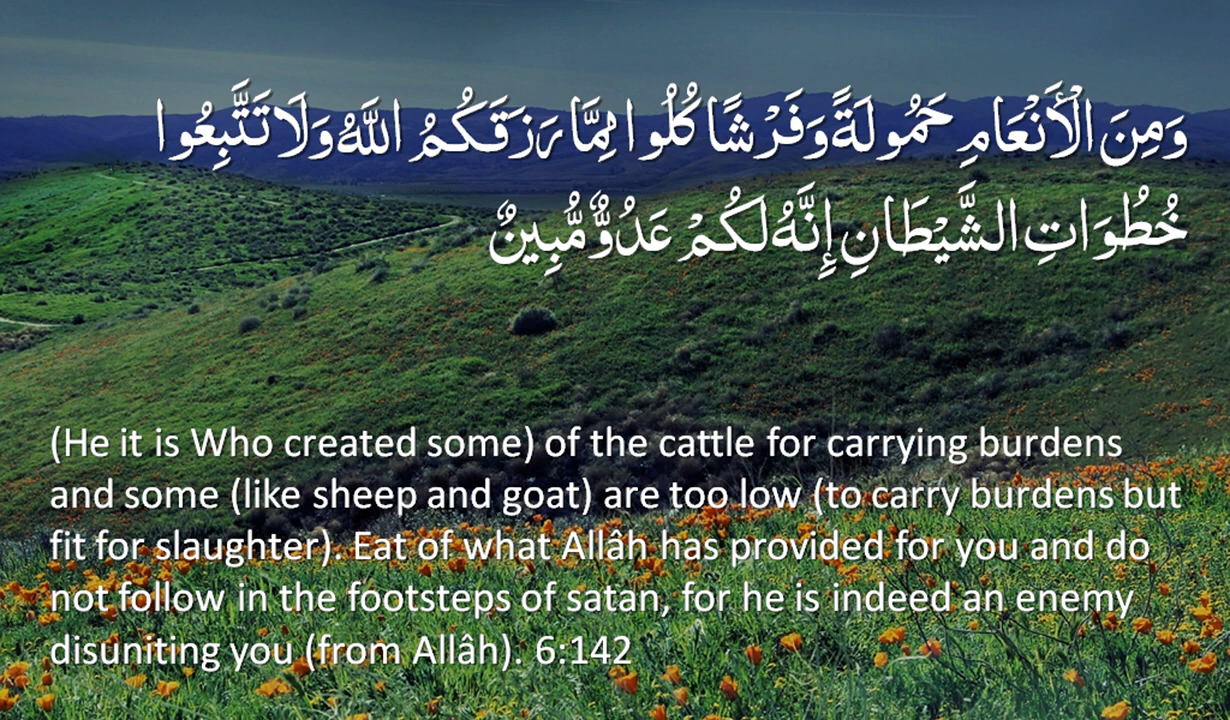 وَمِنَ الْأَنْعَامِ حَمُولَةً وَفَرْشًا كُلُوا مِمَّا رَزَقَكُمُ اللَّهُ وَلَا تَتَّبِعُوا
خُطُوَاتِ الشَّيْطَانِ إِنَّهُ لَكُمْ عَدُوٌّ مُّبِينٌ
(He it is Who created some) of the cattle for carrying burdens
and some (like sheep and goat) are too low (to carry burdens but
fit for slaughter). Eat of what Allâh has provided for you and do
not follow in the footsteps of satan, for he is indeed an enemy
disuniting you (from Allâh). 6:142